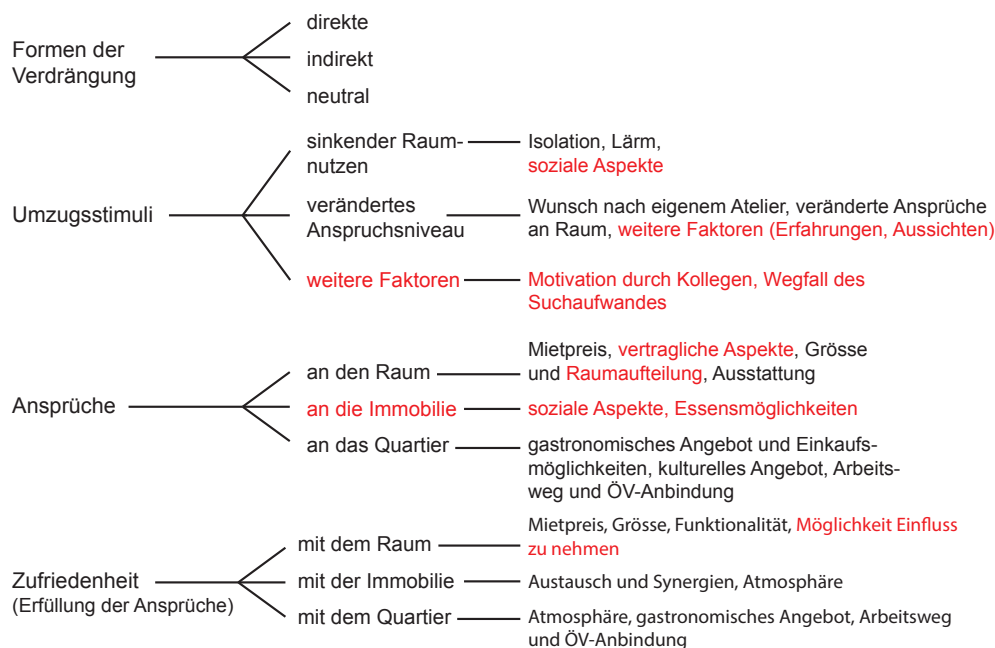 Formen der
Verdrängung
direkte
indirekt
neutral
Umzugsstimuli
sinkender Raum-
nutzen
Isolation, Lärm,
soziale Aspekte
verändertes
Anspruchsniveau
Wunsch nach eigenem Atelier, veränderte Ansprüche
an Raum, weitere Faktoren (Erfahrungen, Aussichten)
weitere Faktoren
Motivation durch Kollegen, Wegfall des
Suchaufwandes
Ansprüche
an den Raum
Mietpreis, vertragliche Aspekte, Grösse
und Raumaufteilung, Ausstattung
an die Immobilie
soziale Aspekte, Essensmöglichkeiten
an das Quartier
gastronomisches Angebot und Einkaufs-
möglichkeiten, kulturelles Angebot, Arbeits-
weg und ÖV-Anbindung
Zufriedenheit
(Erfüllung der Ansprüche)
mit dem Raum
Mietpreis, Grösse, Funktionalität, Möglichkeit Einfluss
zu nehmen
mit der Immobilie
Austausch und Synergien, Atmosphäre
mit dem Quartier
Atmosphäre, gastronomisches Angebot, Arbeitsweg
und ÖV-Anbindung